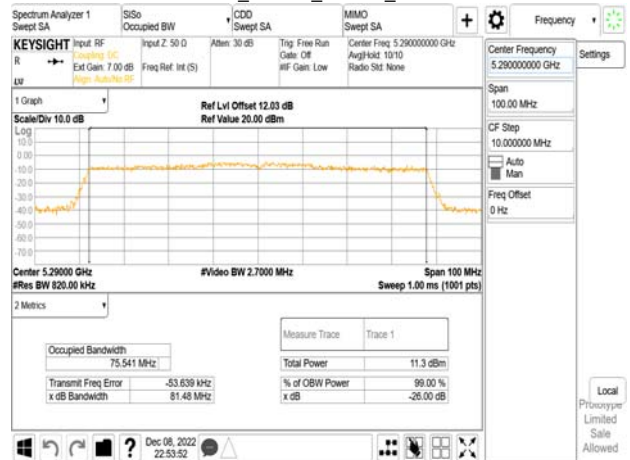 Spectrum Analyzer 1
Swept SA
SISo
Occupied BW
CDD
Swept SA
MIMO
Swept SA
+
Frequency
KEYSIGHT
R
LXI
Input: RF
Coupling: DC
Ext Gain: 7.00 dB
Align: Auto/No RF
Input Z: 50 Ω
Freq Ref: Int (S)
Atten: 30 dB
Trig: Free Run
Gate: Off
#IF Gain: Low
Center Freq: 5.290000000 GHz
Avg|Hold: 10/10
Radio Std: None
Center Frequency
5.290000000 GHz
Settings
Span
100.00 MHz
CF Step
10.000000 MHz
Auto
Man
Freq Offset
0 Hz
1 Graph
Scale/Div 10.0 dB
Ref Lvl Offset 12.03 dB
Ref Value 20.00 dBm
Log
10.0
0.00
-10.0
-20.0
-30.0
-40.0
-50.0
-60.0
-70.0
Center 5.29000 GHz
#Res BW 820.00 kHz
#Video BW 2.7000 MHz
Span 100 MHz
Sweep 1.00 ms (1001 pts)
2 Metrics
Measure Trace
Trace 1
Occupied Bandwidth
75.541 MHz
Total Power
11.3 dBm
Transmit Freq Error
-53.639 kHz
% of OBW Power
99.00 %
x dB Bandwidth
81.48 MHz
x dB
-26.00 dB
Local
Prototype
Limited
Sale
Allowed
?
Dec 08, 2022
22:53:52